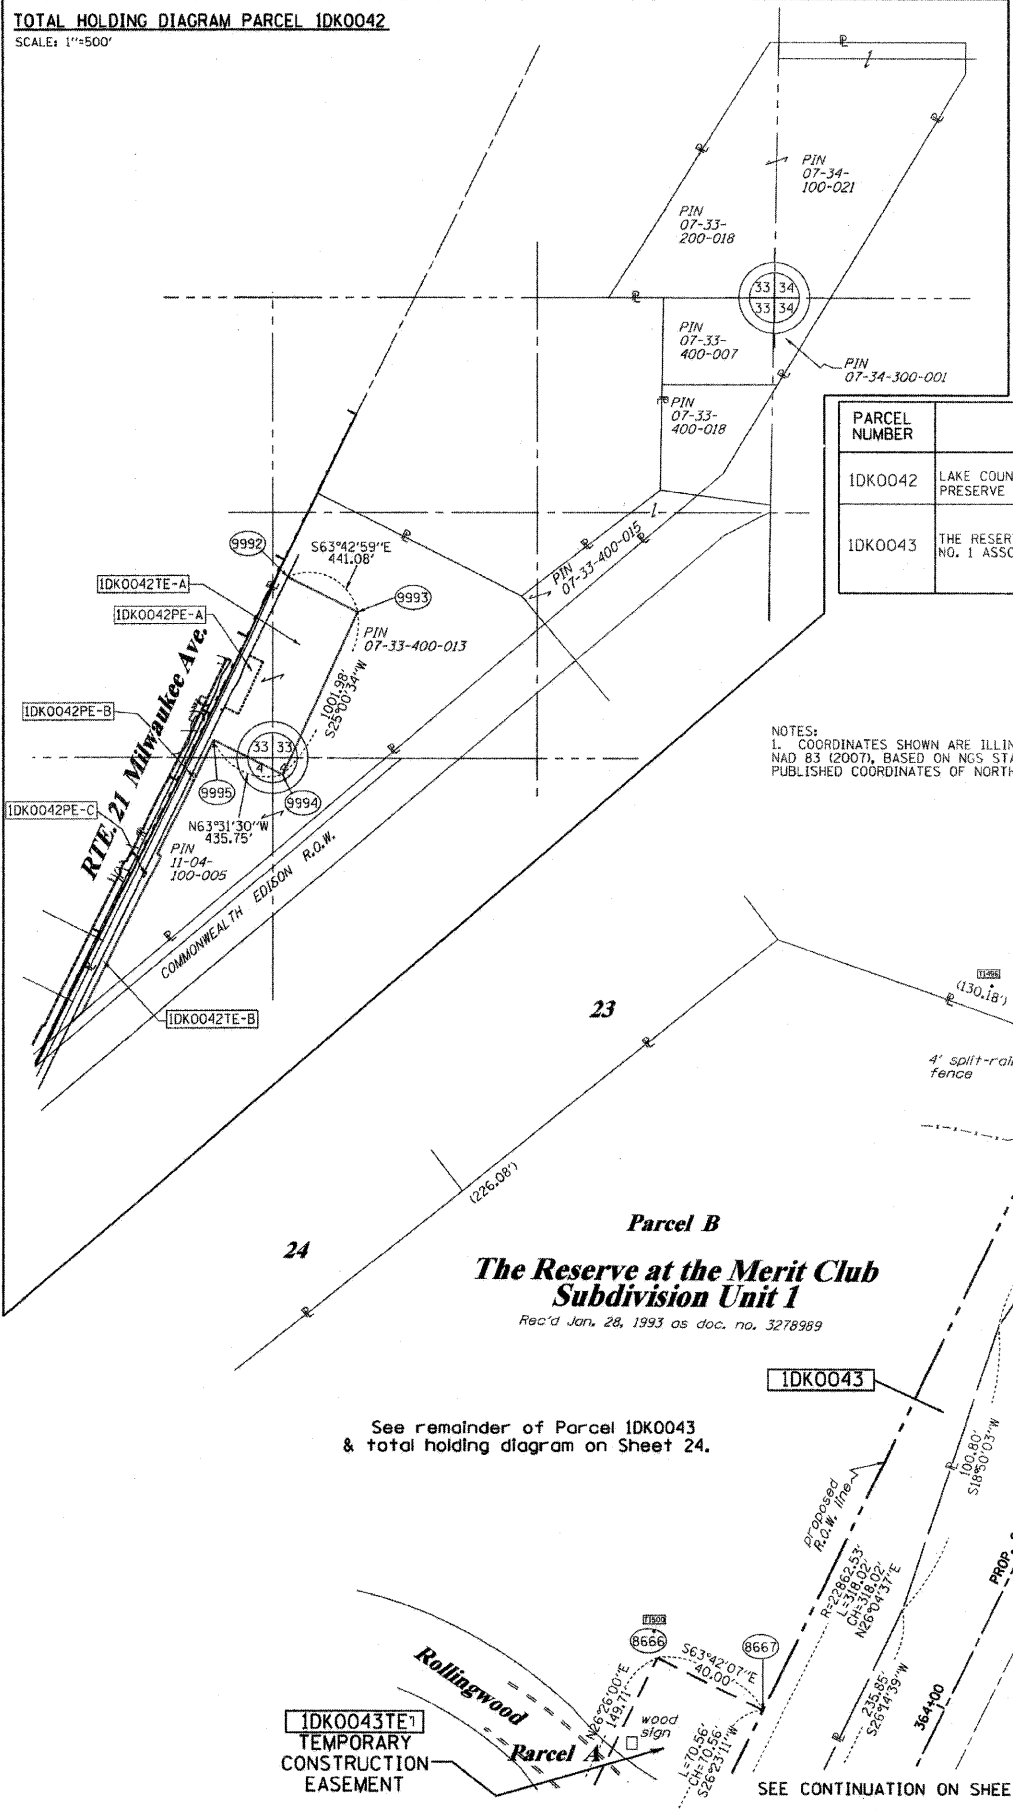 TOTAL HOLDING DIAGRAM PARCEL 1DK0042
SCALE: 1"=500'
PIN
07-34-
100-021
PIN
07-33-
200-018
33 34
33 34
PIN
07-33-
400-007
PIN
07-34-300-001
PIN
07-33-
400-018
PARCEL
NUMBER
1DK0042
LAKE COUN
PRESERVE
1DK0043
THE RESER
NO. 1 ASSO
PIN
07-33-400-015
9992
S63°42'59"E
441.08'
1DK0042TE-A
9993
1DK0042PE-A
PIN
07-33-400-013
1001.98'
S25°00'34"W
RTE. 21 Milwaukee Ave.
1DK0042PE-B
33 33
4 4
9995
9994
1DK0042PE-C
N63°31'30"W
435.75'
PIN
11-04-
100-005
COMMONWEALTH EDISON R.O.W.
1DK0042TE-B
NOTES:
1. COORDINATES SHOWN ARE ILLIN
NAD 83 (2007), BASED ON NGS STA
PUBLISHED COORDINATES OF NORTH
23
T1496
(130.18')
4' split-rail
fence
(226.08')
24
Parcel B
The Reserve at the Merit Club
Subdivision Unit 1
Rec'd Jan. 28, 1993 as doc. no. 3278989
1DK0043
See remainder of Parcel 1DK0043
& total holding diagram on Sheet 24.
100.80'
S18°50'03"W
proposed
R.O.W. line
R=22862.53'
L=318.02'
CH=318.02'
N26°04'37"E
PROP.
T1500
8666
S63°42'07"E
40.00'
8667
N26°26'00"E
149.71'
Rollingwood
wood
sign
235.85'
S26°14'39"W
364+00
1DK0043TE
TEMPORARY
CONSTRUCTION
EASEMENT
Parcel A
L=70.56'
CH=70.56'
S26°23'11"W
SEE CONTINUATION ON SHEE